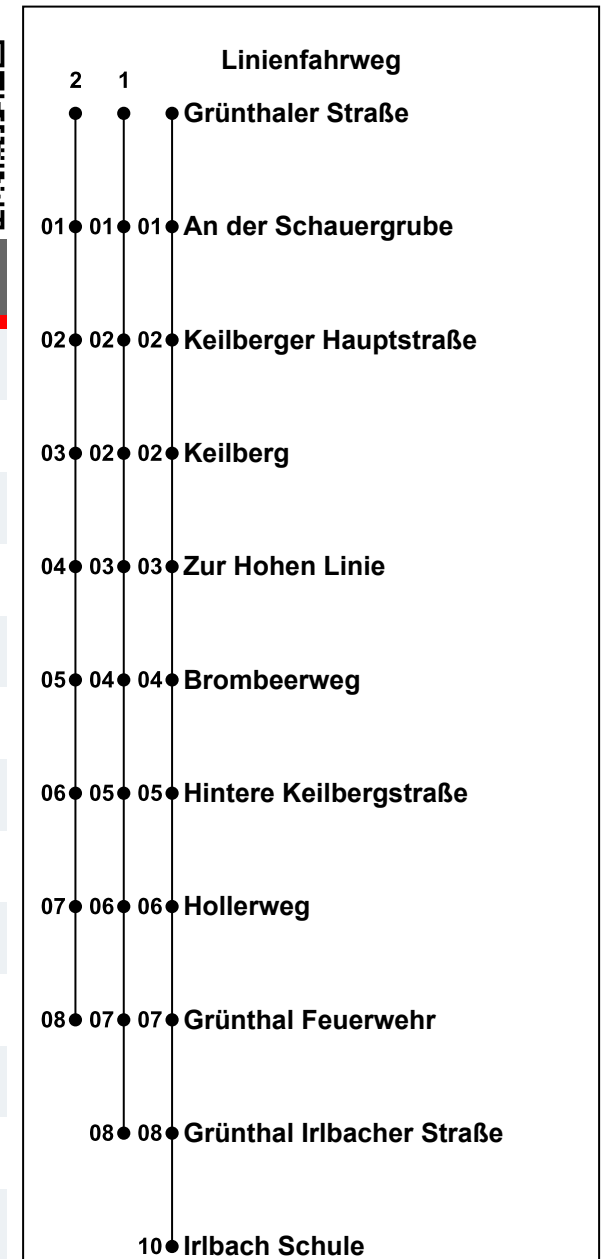 Linienfahrweg
2 1
Grünthaler Straße
01 01 01 An der Schauergrube
02 02 02 Keilberger Hauptstraße
03 02 02 Keilberg
04 03 03 Zur Hohen Linie
05 04 04 Brombeerweg
06 05 05 Hintere Keilbergstraße
07 06 06 Hollerweg
08 07 07 Grünthal Feuerwehr
08 08 Grünthal Irlbacher Straße
10 Irlbach Schule